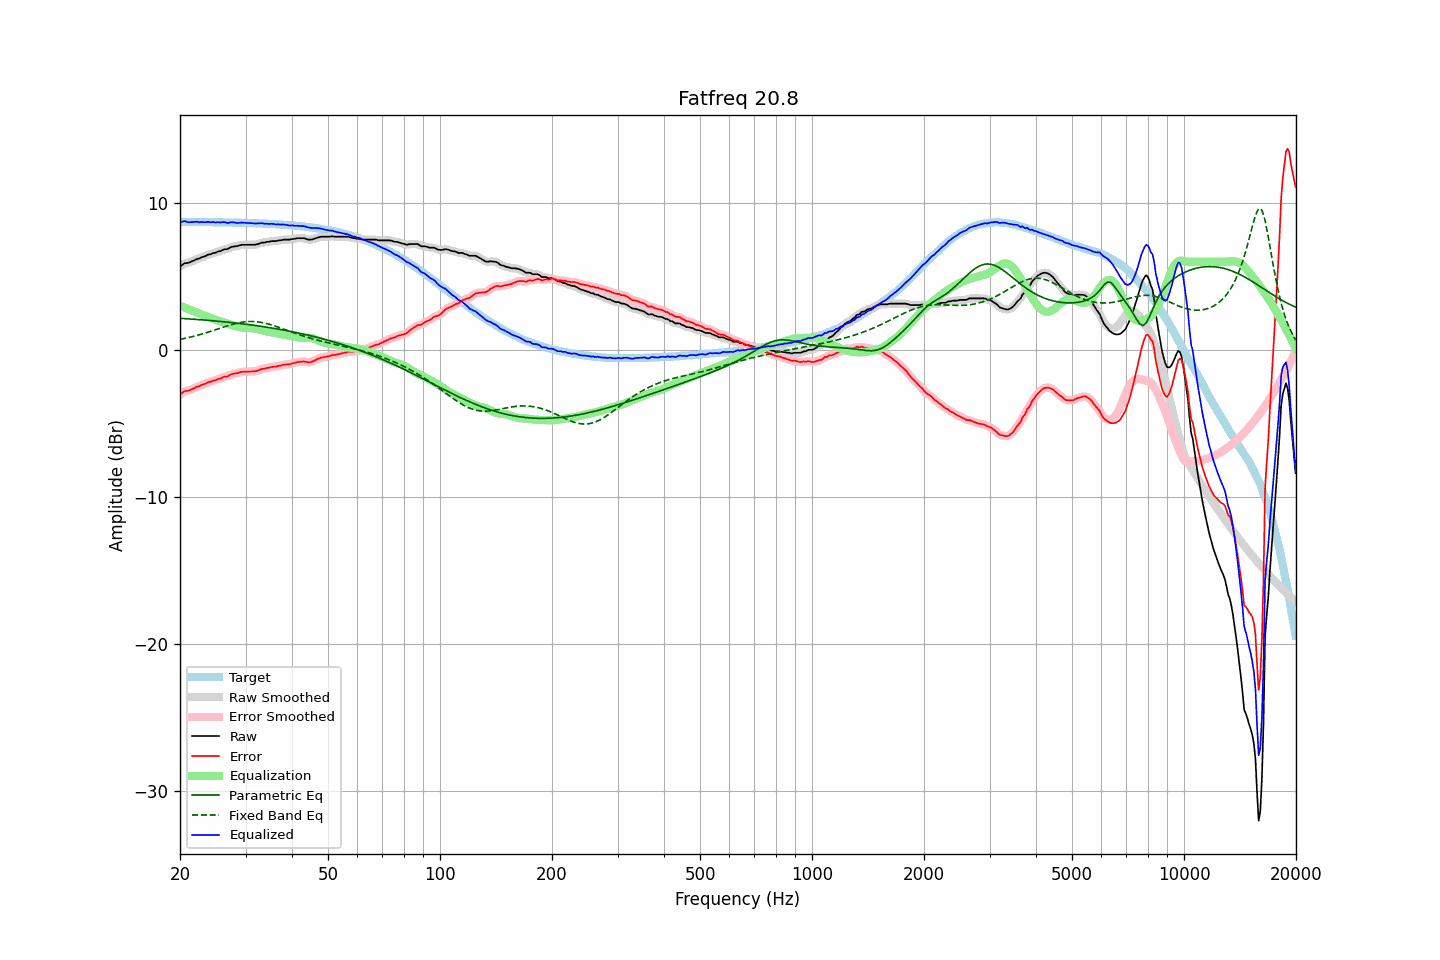 Fatfreq 20.8
10
0
−10
−20
−30
Amplitude (dBr)
Target
Raw Smoothed
Error Smoothed
Raw
Error
Equalization
Parametric Eq
Fixed Band Eq
Equalized
20 50 100 200 500 1000 2000 5000 10000 20000
Frequency (Hz)